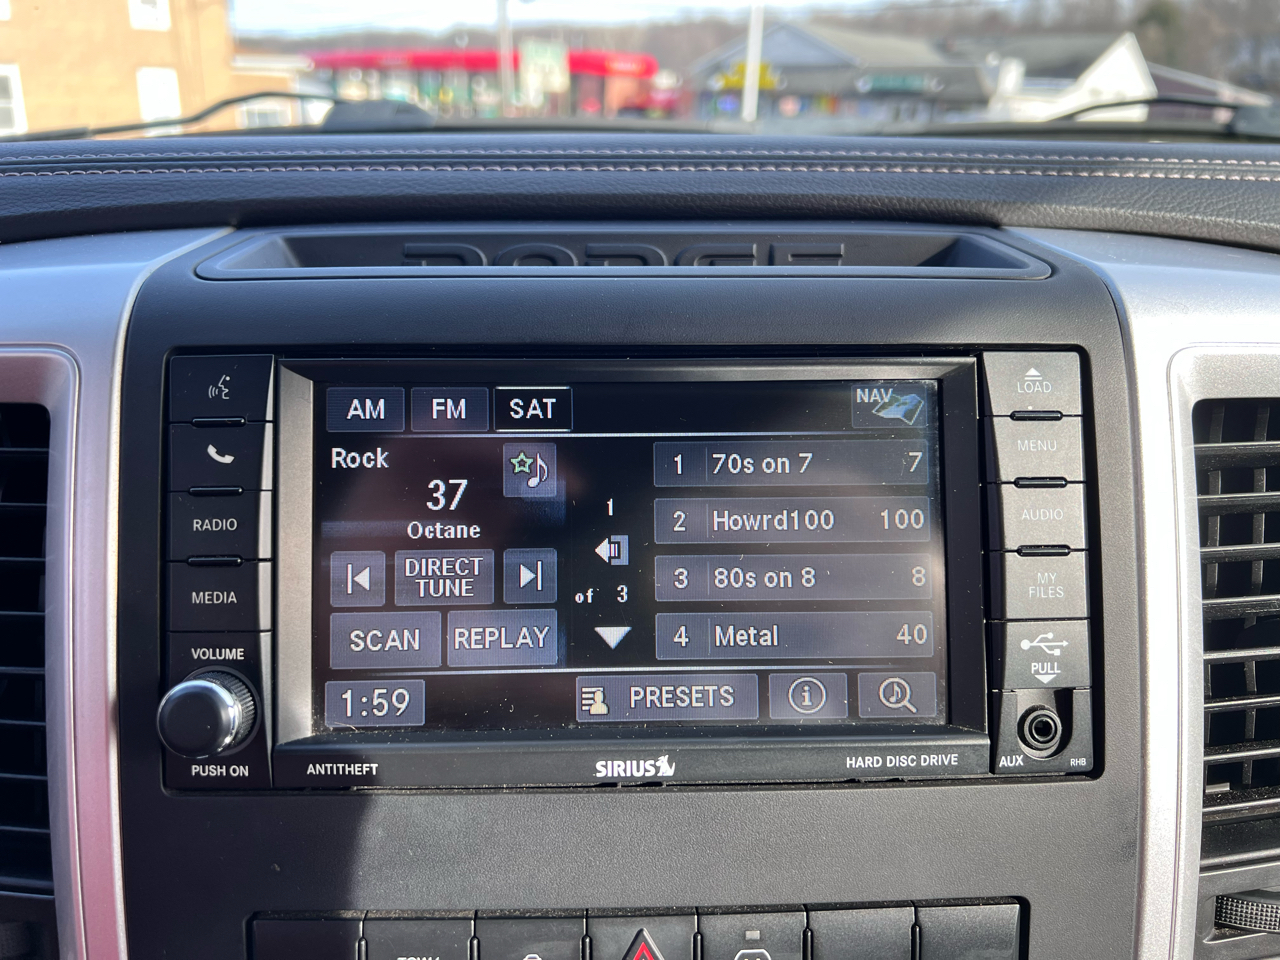 DODGE
LOAD
MENU
AUDIO
MY
FILES
PULL
AUX
RHB
RADIO
MEDIA
VOLUME
PUSH ON
AM FM SAT NAV
Rock
37
Octane
DIRECT
TUNE
SCAN REPLAY
1
of 3
1 70s on 7 7
2 Howrd100 100
3 80s on 8 8
4 Metal 40
1:59 PRESETS i
ANTITHEFT SIRIUS HARD DISC DRIVE